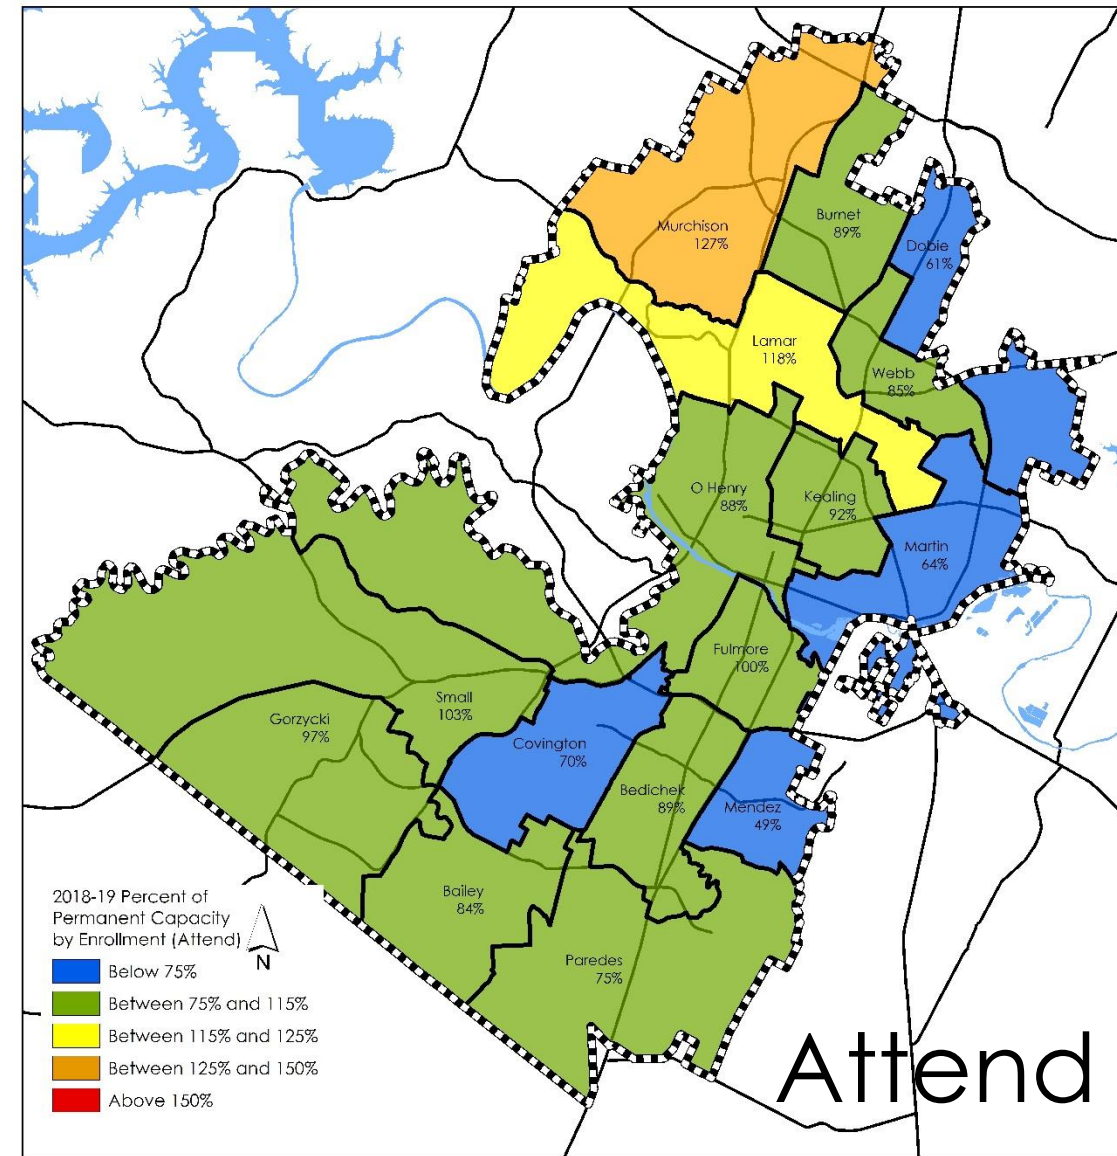 Murchison
127%
Burnet
89%
Dobie
61%
Lamar
118%
Webb
85%
O Henry
88%
Kealing
92%
Martin
64%
Fulmore
100%
Small
103%
Gorzycki
97%
Covington
70%
Bedichek
89%
Mendez
49%
Bailey
84%
Paredes
75%
2018-19 Percent of
Permanent Capacity
by Enrollment (Attend)
N
Below 75%
Between 75% and 115%
Between 115% and 125%
Between 125% and 150%
Above 150%
Attend